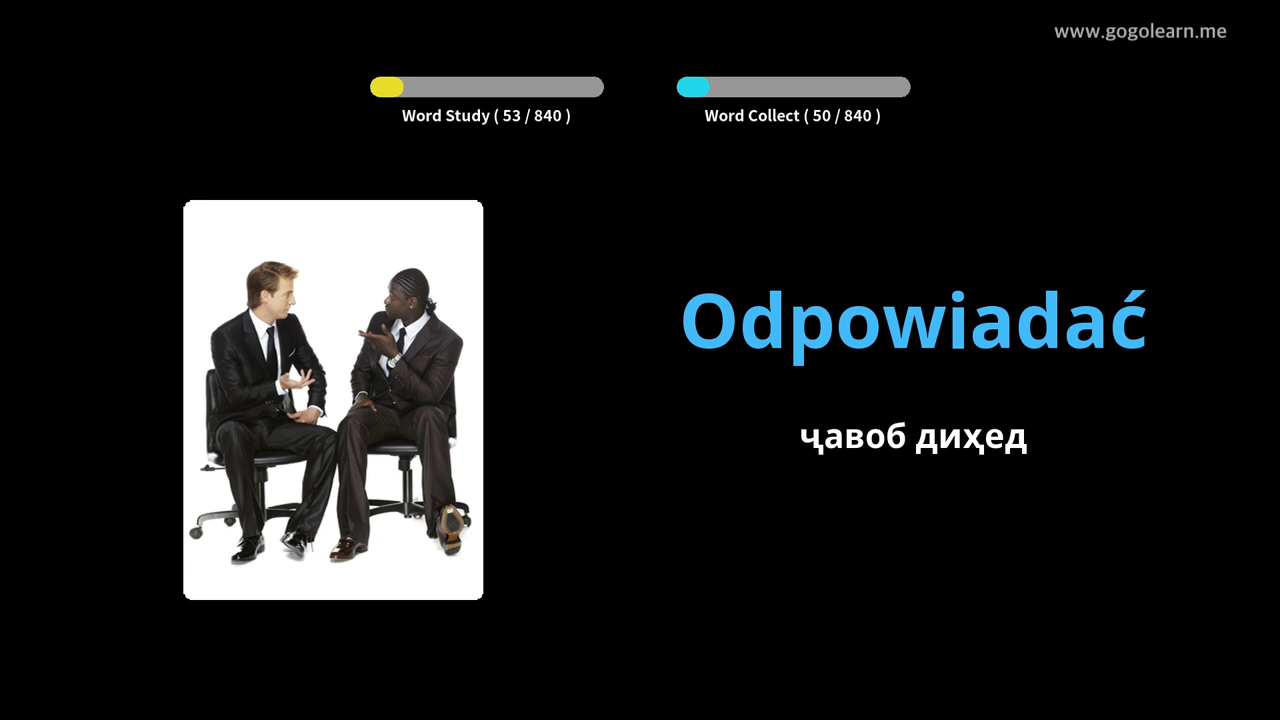 www.gogolearn.me
Word Study ( 53 / 840 )
Word Collect ( 50 / 840 )
Odpowiadać
ҷавоб диҳед